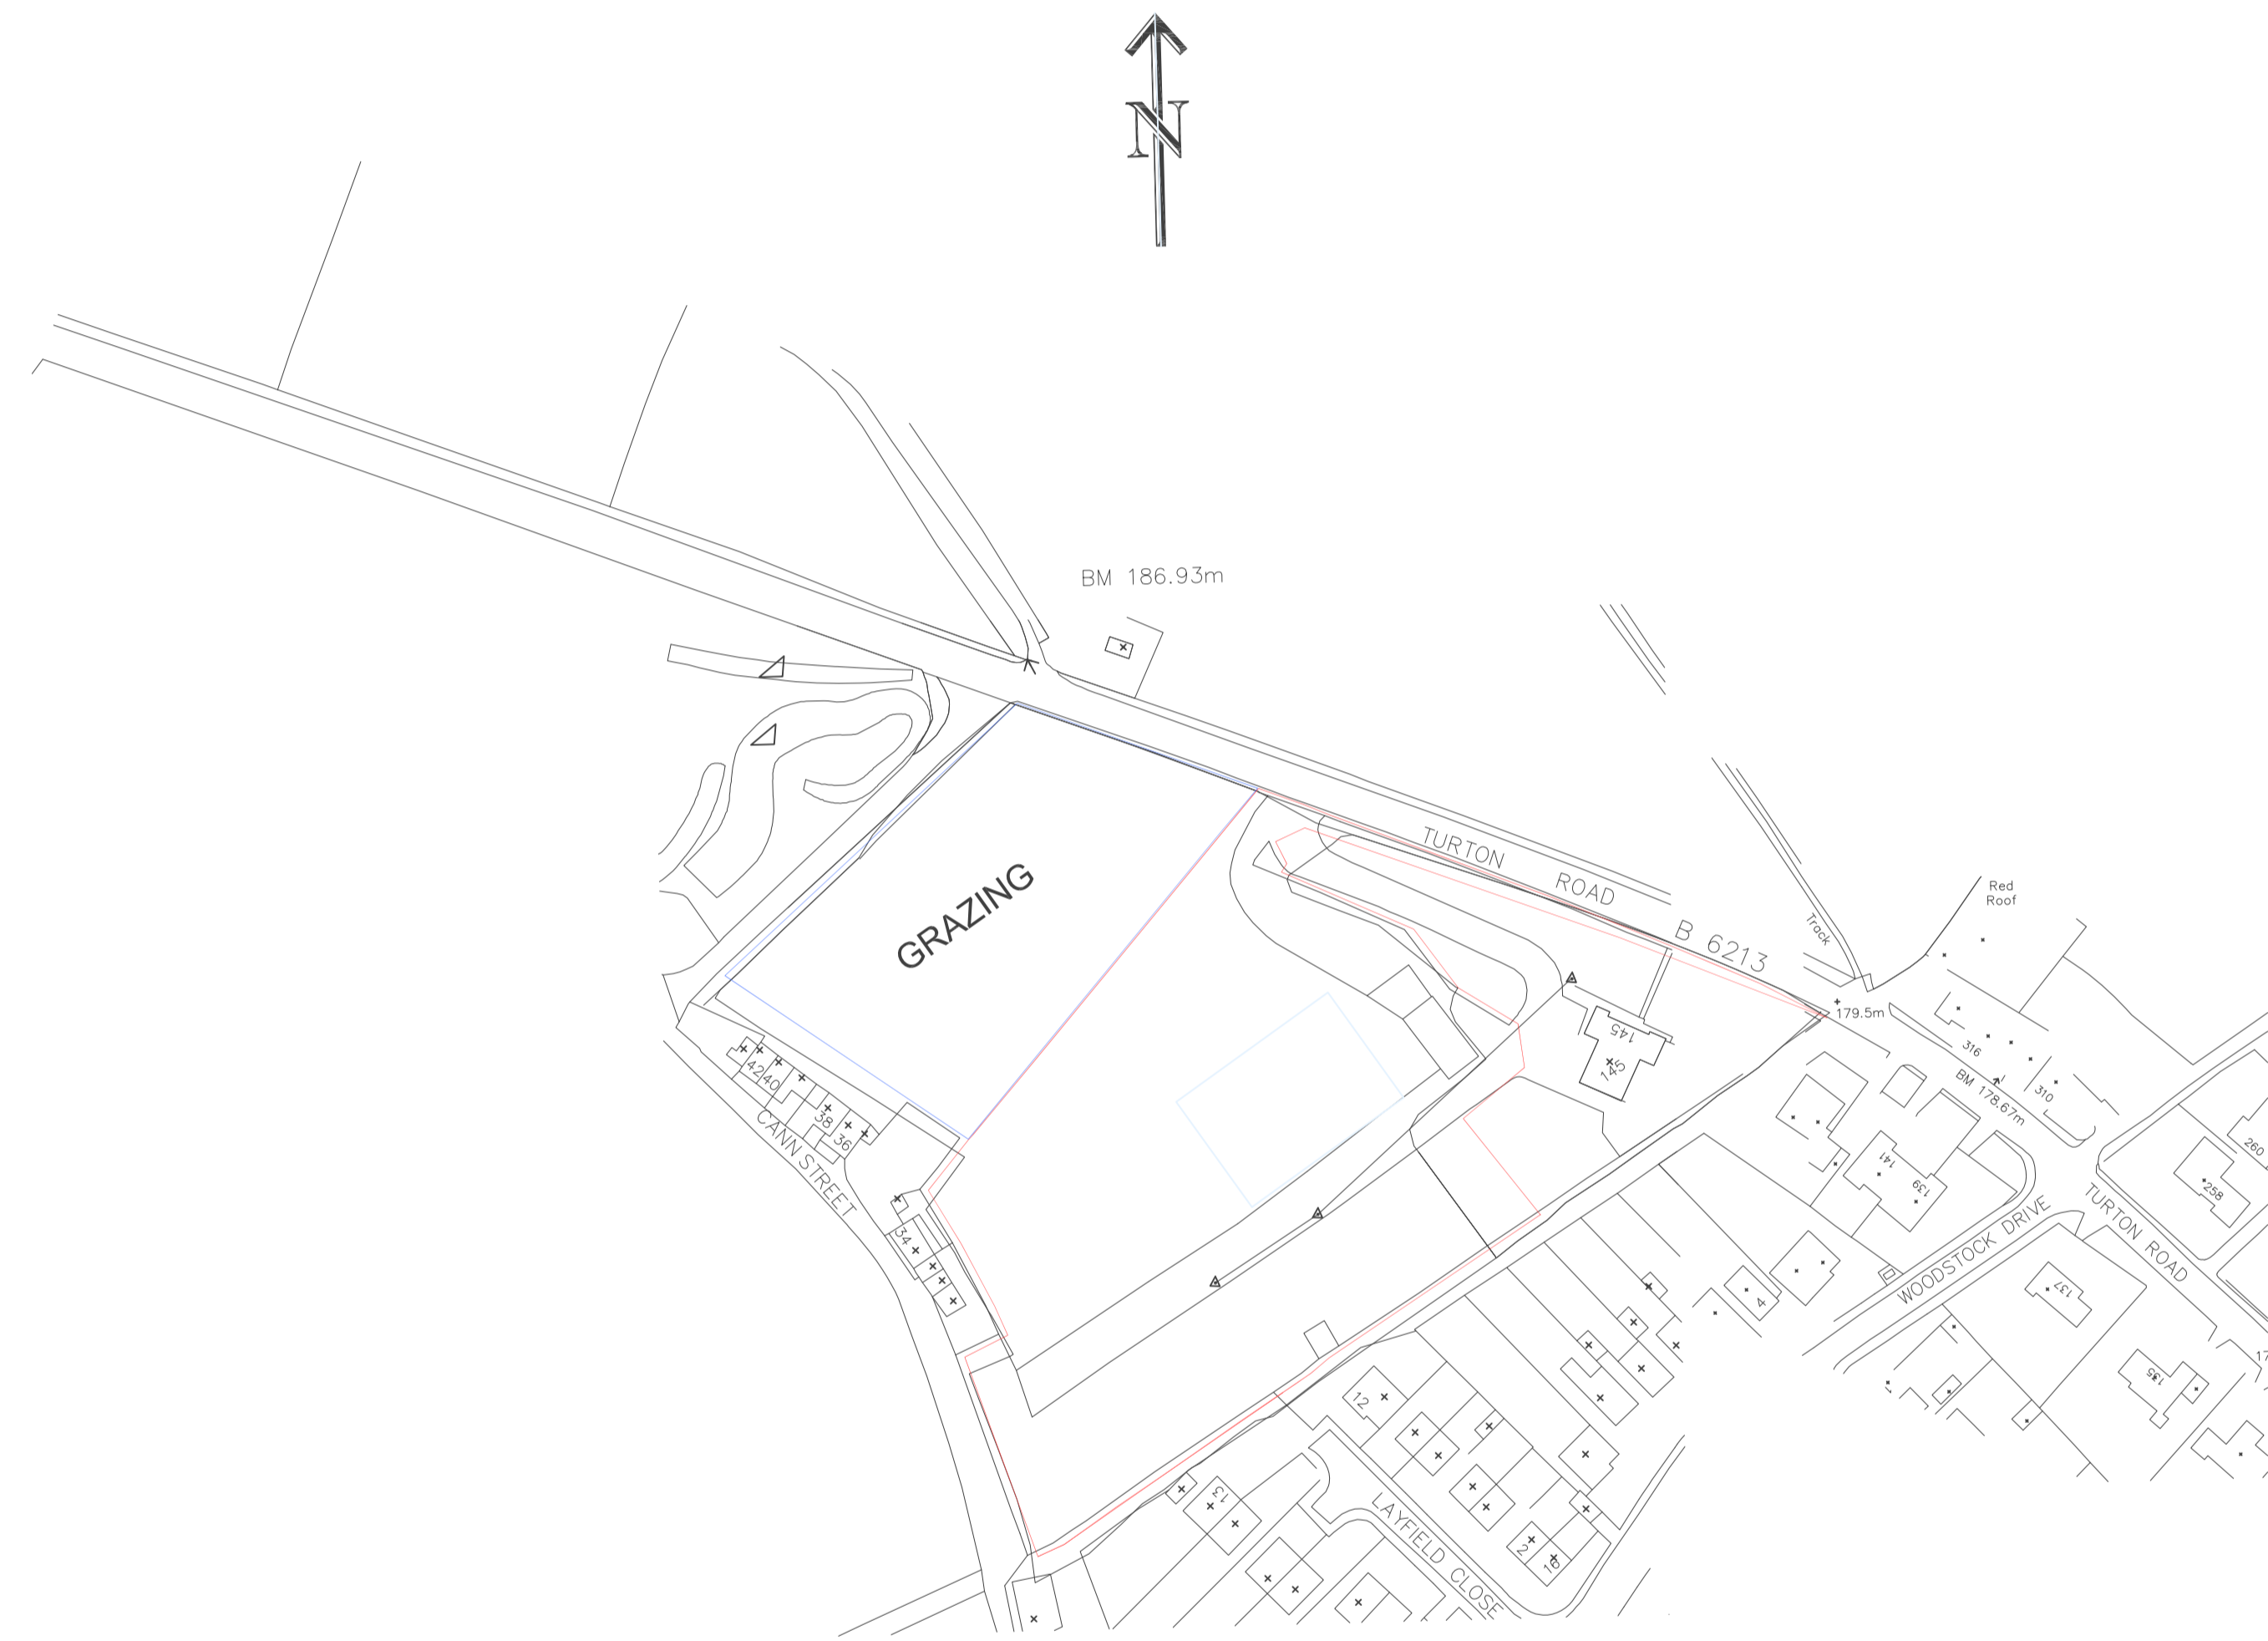 N
BM 186.93m
TURTON
ROAD
B 6213
GRAZING
Track
Red
Roof
179.5m
145
145
316
BM 178.67m
310
42
40
38
36
CANN STREET
34
141
139
260
258
WOODSTOCK DRIVE
TURTON ROAD
137
135
4
12
13
LAYFIELD CLOSE
2